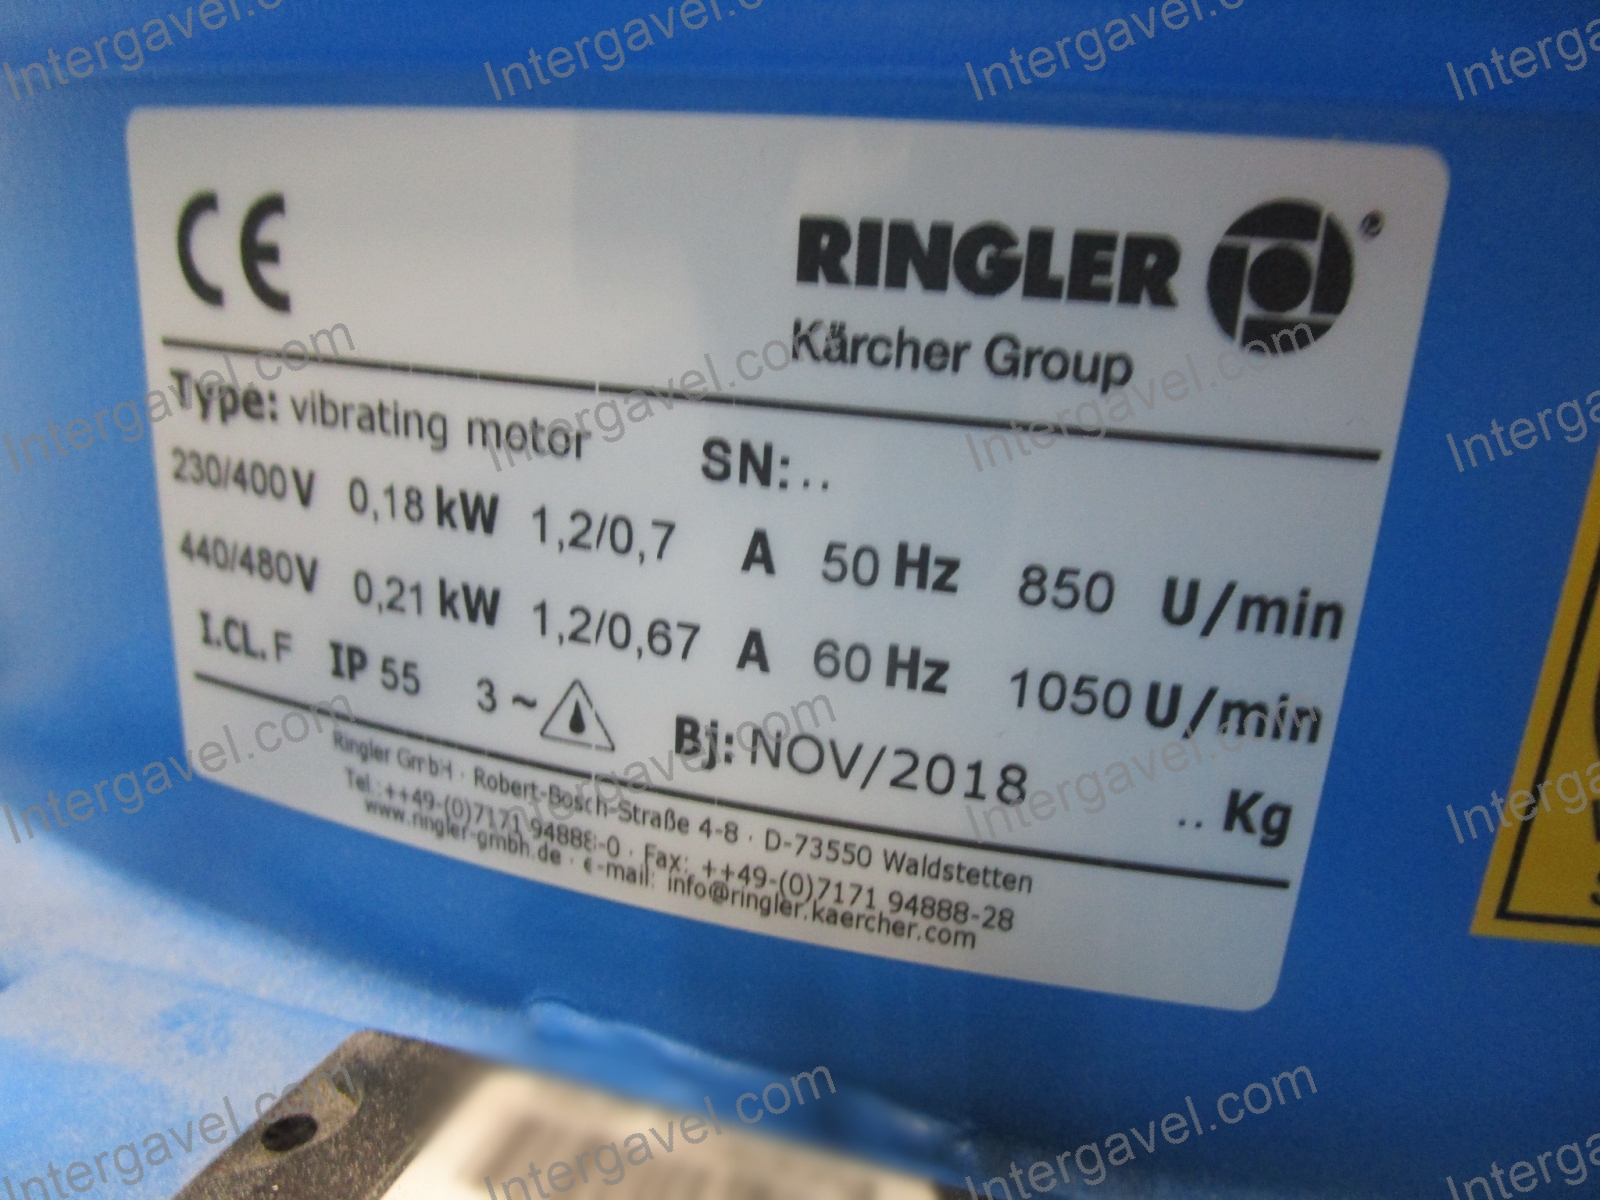 CE
RINGLER ®
Kärcher Group
Type: vibrating motor SN: ..
230/400V 0,18 kW 1,2/0,7 A 50 Hz 850 U/min
440/480V 0,21 kW 1,2/0,67 A 60 Hz 1050 U/min
I.CL. F IP 55 3 ~ Bj: NOV/2018 .. Kg
Ringler GmbH · Robert-Bosch-Straße 4-8 · D-73550 Waldstetten
Tel.: ++49-(0)7171 94888-0 · Fax: ++49-(0)7171 94888-28
www.ringler-gmbh.de · e-mail: info@ringler.kaercher.com
Intergavel.com